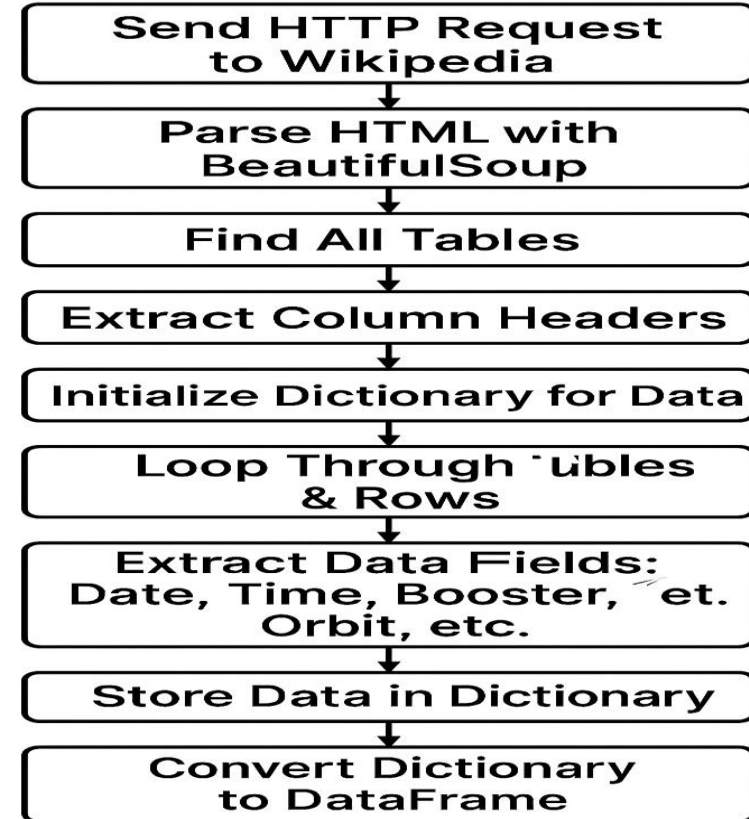 Send HTTP Request
to Wikipedia
Parse HTML with
BeautifulSoup
Find All Tables
Extract Column Headers
Initialize Dictionary for Data
Loop Through
& Rows
Extract Data Fields:
Date, Time, Booster,
Orbit, etc.
Store Data in Dictionary
Convert Dictionary
to DataFrame